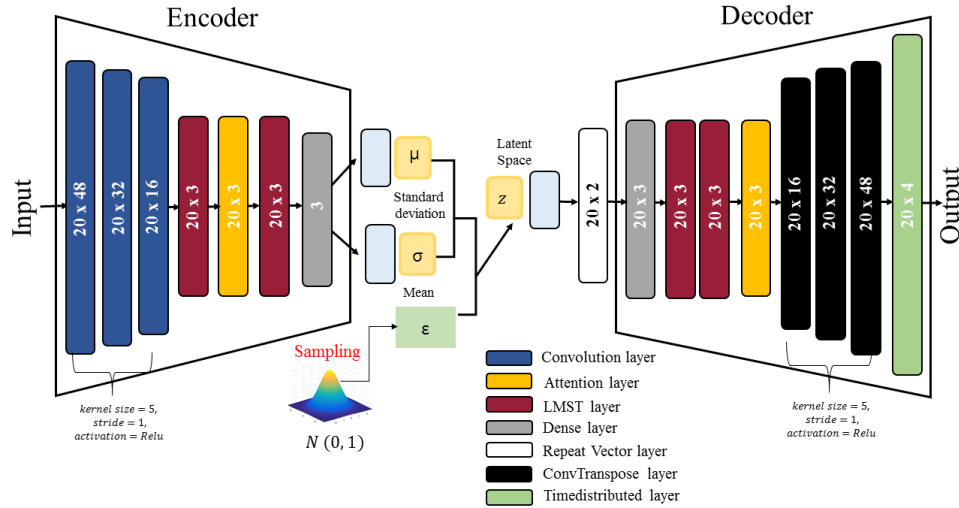 Encoder
Decoder
Input
20 x 48
20 x 32
20 x 16
20 x 3
20 x 3
20 x 3
3
μ
Standard
deviation
σ
Mean
ε
Sampling
N (0, 1)
Latent
Space
z
20 x 2
20 x 3
20 x 3
20 x 3
20 x 3
20 x 16
20 x 32
20 x 48
20 x 4
Output
kernel size = 5,
stride = 1,
activation = Relu
kernel size = 5,
stride = 1,
activation = Relu
Convolution layer
Attention layer
LMST layer
Dense layer
Repeat Vector layer
ConvTranspose layer
Timedistributed layer